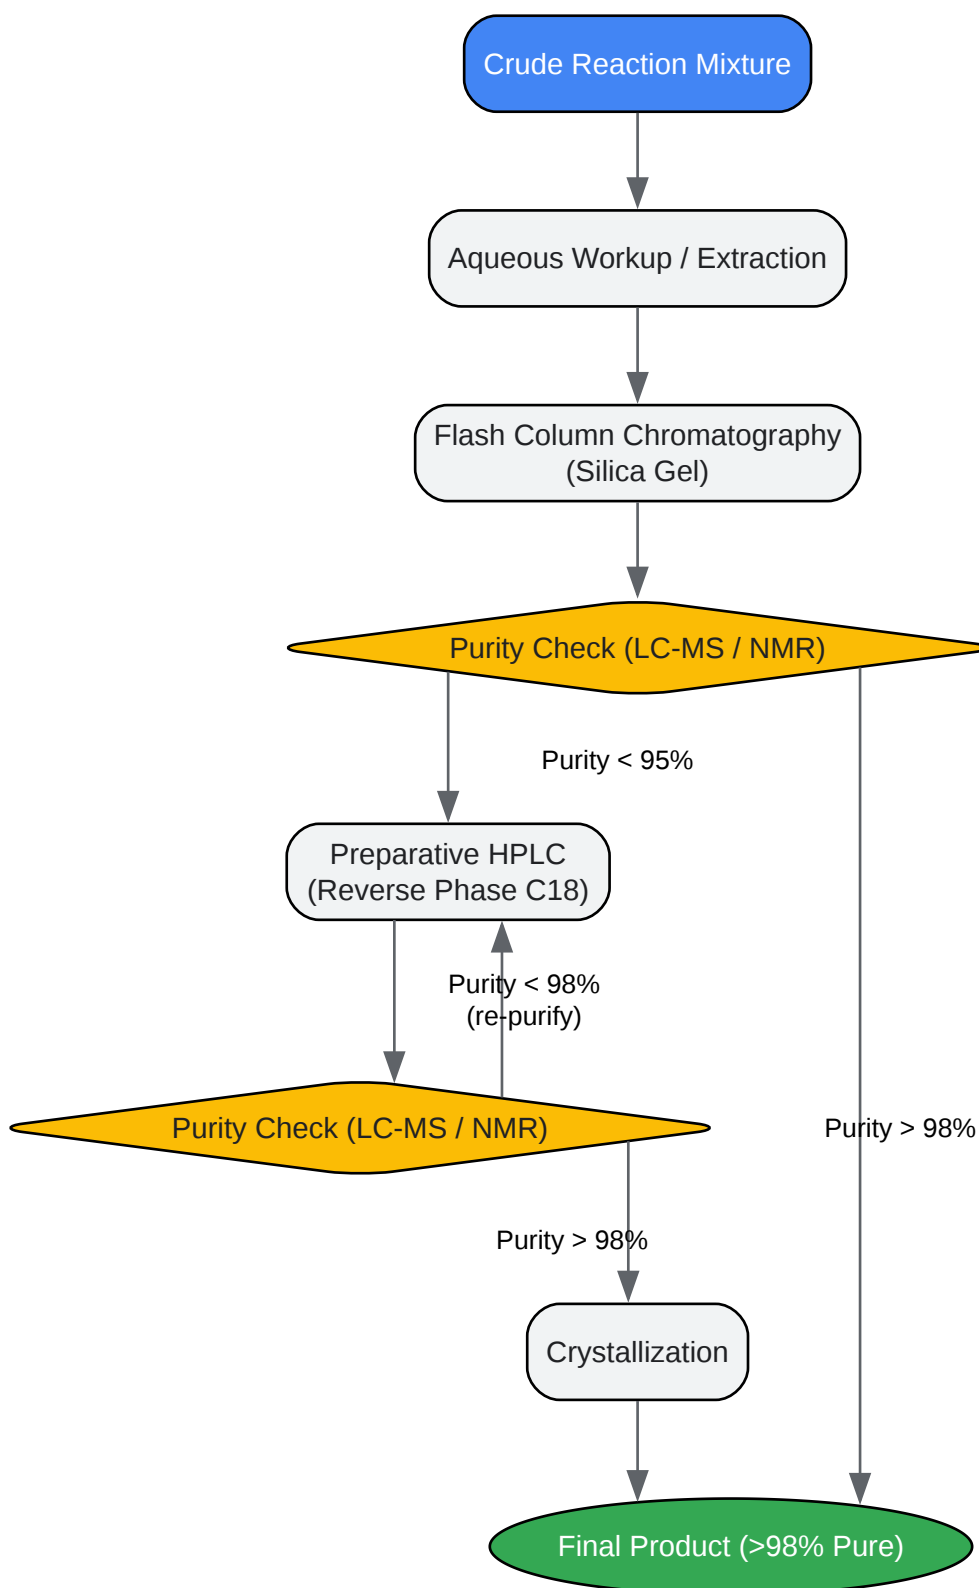 Crude Reaction Mixture
Aqueous Workup / Extraction
Flash Column Chromatography
(Silica Gel)
Purity Check (LC-MS / NMR)
Purity < 95%
Preparative HPLC
(Reverse Phase C18)
Purity < 98%
(re-purify)
Purity Check (LC-MS / NMR)
Purity > 98%
Purity > 98%
Crystallization
Final Product (>98% Pure)